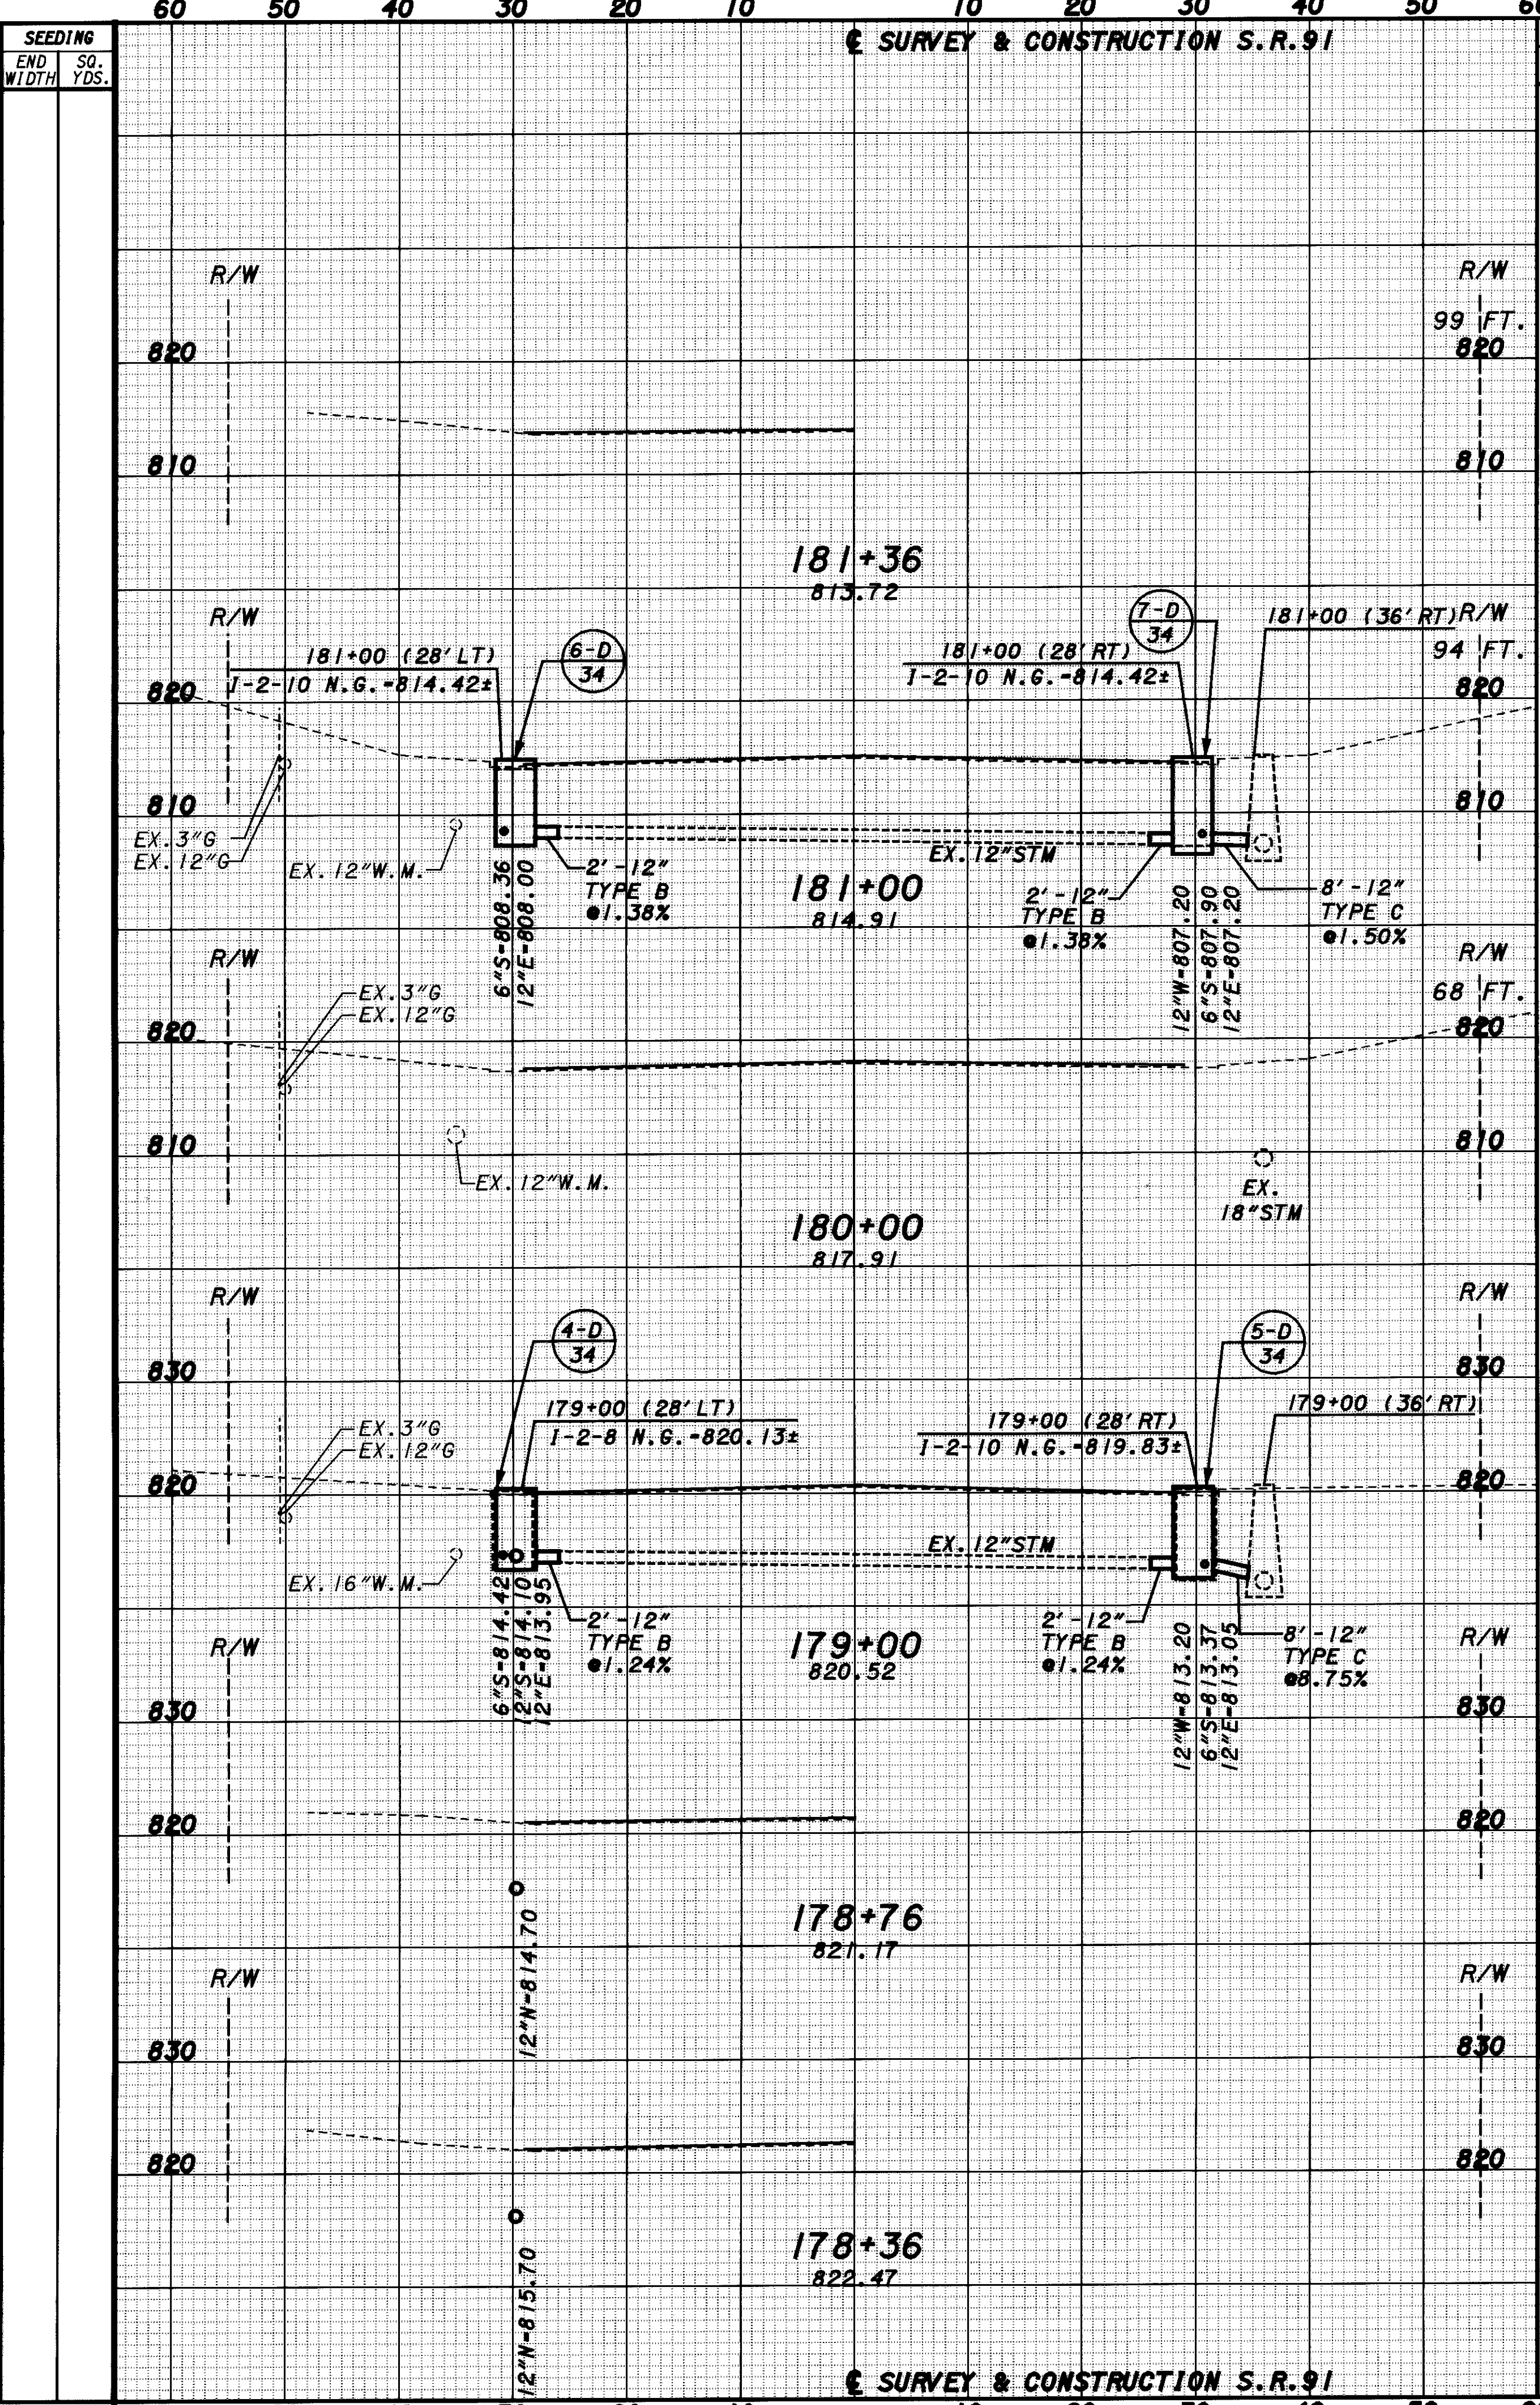 60 50 40 30 20 10 10 20 30 40 50
SEEDING
END WIDTH
SQ. YDS.
℄ SURVEY & CONSTRUCTION S.R.91
R/W
R/W
99 FT.
820
820
810
810
181+36
813.72
R/W
181+00 (28' LT)
I-2-10 N.G.=814.42±
6-D
34
7-D
34
181+00 (28' RT)
I-2-10 N.G.=814.42±
181+00 (36' RT)
R/W
94 FT.
820
820
810
810
EX.3"G
EX.12"G
EX.12"W.M.
6"S=808.36
12"E=808.00
2'-12"
TYPE B
@1.38%
EX.12"STM
181+00
814.91
2'-12"
TYPE B
@1.38%
12"W=807.20
6"S=807.90
12"E=807.20
8'-12"
TYPE C
@1.50%
R/W
R/W
68 FT.
EX.3"G
EX.12"G
820
820
810
810
EX.12"W.M.
EX.
18"STM
180+00
817.91
R/W
R/W
4-D
34
5-D
34
830
830
179+00 (28' LT)
I-2-8 N.G.=820.13±
179+00 (28' RT)
I-2-10 N.G.=819.83±
179+00 (36' RT)
EX.3"G
EX.12"G
820
820
EX.12"STM
EX.16"W.M.
6"S=814.42
12"S=814.10
12"E=813.95
2'-12"
TYPE B
@1.24%
179+00
820.52
2'-12"
TYPE B
@1.24%
12"W=813.20
6"S=813.37
12"E=813.05
8'-12"
TYPE C
@8.75%
R/W
R/W
830
830
820
820
12"N=814.70
178+76
821.17
R/W
R/W
830
830
820
820
12"N=815.70
178+36
822.47
℄ SURVEY & CONSTRUCTION S.R.91